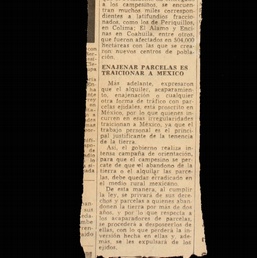 a los campesinos, se encuentran
tran muchos miles correspon-
dientes a latifundios fraccio-
nados, como los de Periquillos,
en Colima; El Alamo y Enci-
nas en Coahuila, entre otros,
que fueron afectados en 504,000
hectáreas con las que se crea-
ron nuevos centros de pobla-
ción.
ENAJENAR PARCELAS ES
TRAICIONAR A MEXICO
Más adelante, expresaron
que el alquiler, acaparamien-
to, enajenación o cualquier
otra forma de tráfico con par-
celas ejidales, está proscrito en
México, por lo que quienes in-
curren en esas irregularidades
traicionan a México, ya que el
trabajo personal es el princi-
pal justificante de la tenencia
de la tierra.
Así, el gobierno realiza in-
tensa campaña de orientación,
para que el campesino se per-
cate de que el abandono de la
tierra o el alquilar las parce-
las, debe quedar erradicado en
el medio rural mexicano.
De esta manera, al cumplir
la ley, se privará de sus dere-
chos y parcelas a quienes aban-
donen la tierra por más de dos
años, y por lo que respecta a
los acaparadores de parcelas, se
procederá a desposeerlos de
ellas, con lo que perderá la in-
versión hecha en ellas y, ade-
más, se les expulsará de los
ejidos.